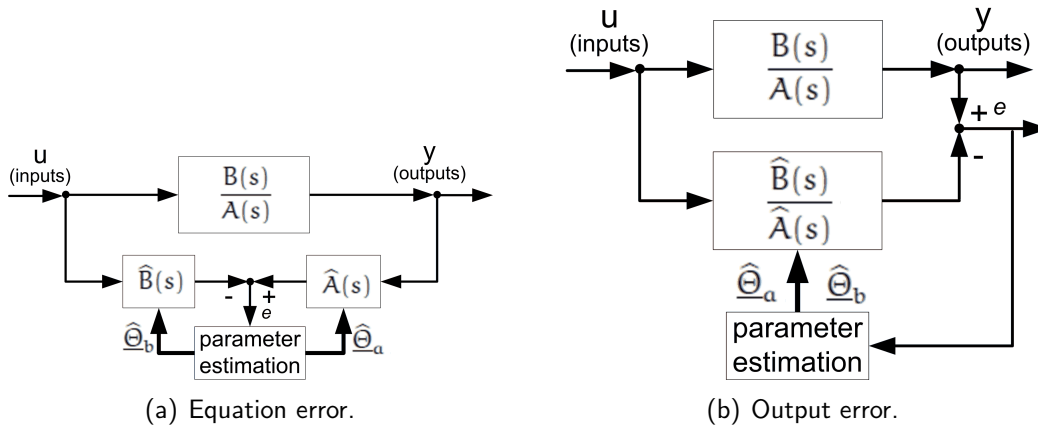 u
(inputs)
B(s)
A(s)
y
(outputs)
B̂(s)
-
+
e
Â(s)
Θ̂b
parameter
estimation
Θ̂a
(a) Equation error.
u
(inputs)
B(s)
A(s)
y
(outputs)
+ e
-
B̂(s)
Â(s)
Θ̂a Θ̂b
parameter
estimation
(b) Output error.